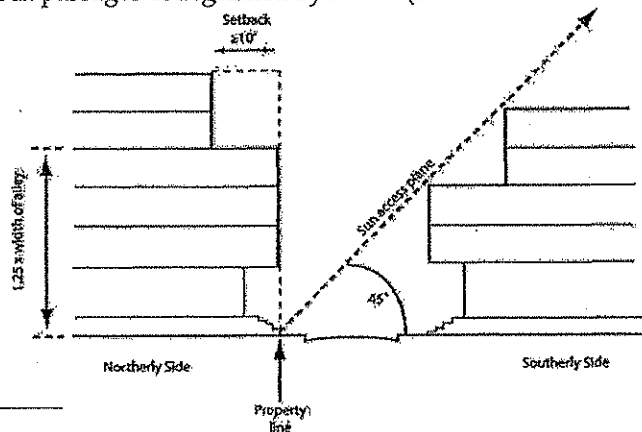 Setback
≥10'
Sun access plane
1.25 x width of alley
45°
Northerly Side
Southerly Side
Property
line